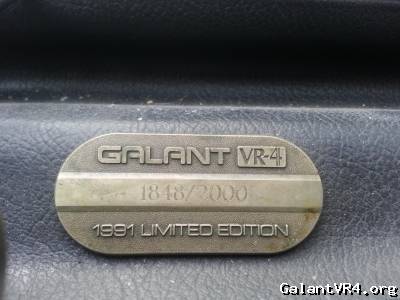 GALANT VR-4
1848/2000
1991 LIMITED EDITION
GalantVR4.org